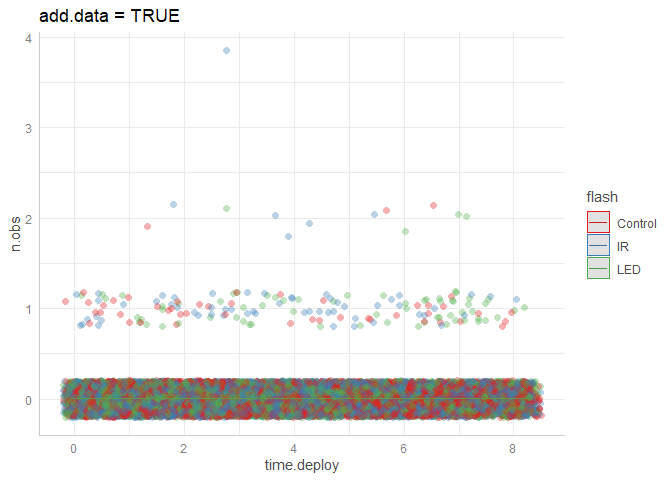 add.data = TRUE
4
3
2
1
0
n.obs
0
2
4
6
8
time.deploy
flash
Control
IR
LED